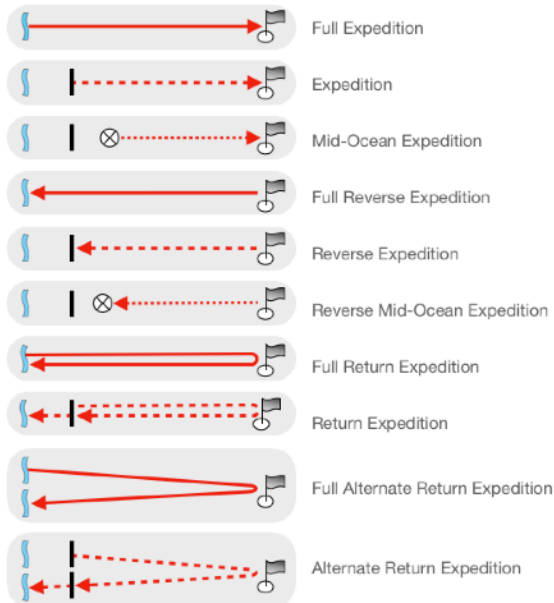 Full Expedition
Expedition
Mid-Ocean Expedition
Full Reverse Expedition
Reverse Expedition
Reverse Mid-Ocean Expedition
Full Return Expedition
Return Expedition
Full Alternate Return Expedition
Alternate Return Expedition